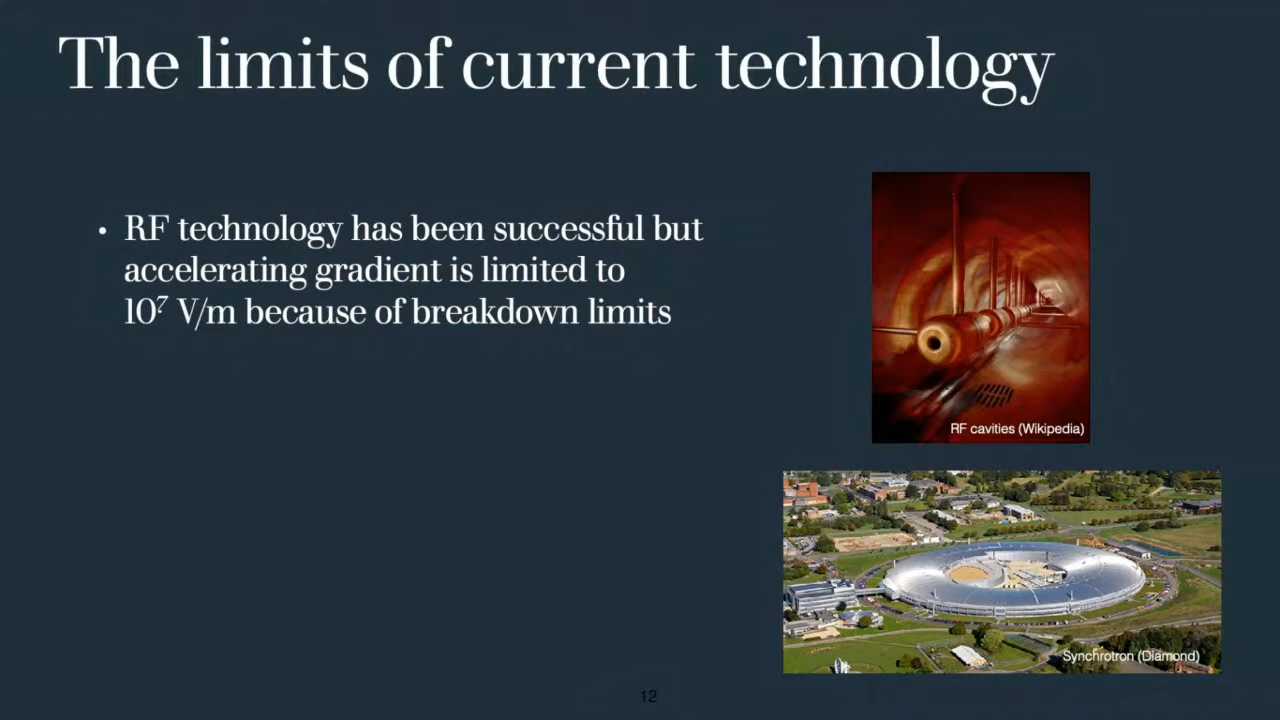 The limits of current technology
• RF technology has been successful but
accelerating gradient is limited to
10⁷ V/m because of breakdown limits
RF cavities (Wikipedia)
Synchrotron (Diamond)
12